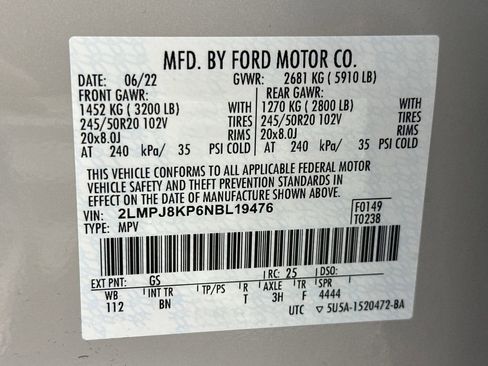 MFD. BY FORD MOTOR CO.
DATE: 06/22 GVWR: 2681 KG (5910 LB)
FRONT GAWR: REAR GAWR:
1452 KG (3200 LB) WITH 1270 KG (2800 LB) WITH
245/50R20 102V TIRES 245/50R20 102V TIRES
20x8.0J RIMS 20x8.0J RIMS
AT 240 kPa/ 35 PSI COLD AT 240 kPa/ 35 PSI COLD
THIS VEHICLE CONFORMS TO ALL APPLICABLE FEDERAL MOTOR
VEHICLE SAFETY AND THEFT PREVENTION STANDARDS IN
EFFECT ON THE DATE OF MANUFACTURE SHOWN ABOVE.
VIN: 2LMPJ8KP6NBL19476 F0149
TYPE: MPV T0238
EXT PNT: GS RC: 25 DSO:
WB INT TR TP/PS R AXLE TR SPR
112 BN T 3H F 4444
UTC ▽5U5A-1520472-BA